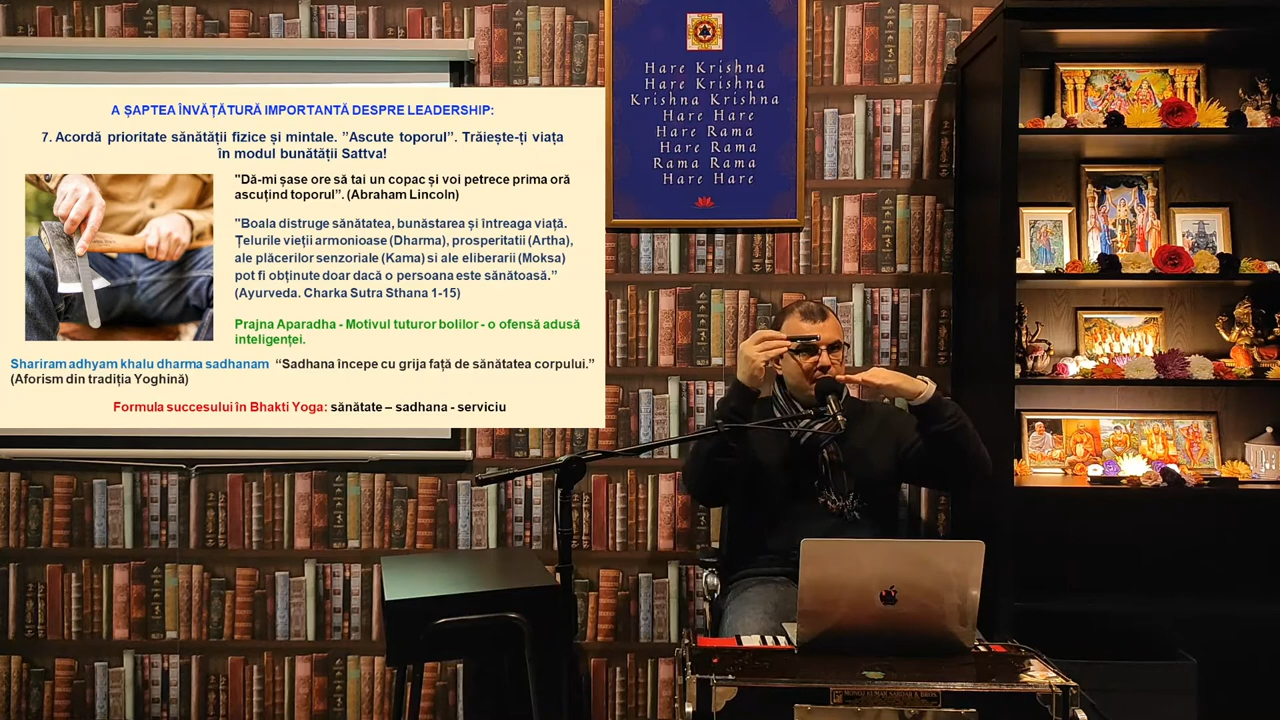 A ȘAPTEA ÎNVĂȚĂTURĂ IMPORTANTĂ DESPRE LEADERSHIP:
7. Acordă prioritate sănătății fizice și mintale. ”Ascute toporul”. Trăiește-ți viața
în modul bunătății Sattva!
"Dă-mi șase ore să tai un copac și voi petrece prima oră
ascuțind toporul”. (Abraham Lincoln)
"Boala distruge sănătatea, bunăstarea și întreaga viață.
Țelurile vieții armonioase (Dharma), prosperitatii (Artha),
ale plăcerilor senzoriale (Kama) si ale eliberarii (Moksa)
pot fi obținute doar dacă o persoana este sănătoasă.”
(Ayurveda. Charka Sutra Sthana 1-15)
Prajna Aparadha - Motivul tuturor bolilor - o ofensă adusă
inteligenței.
Shariram adhyam khalu dharma sadhanam “Sadhana începe cu grija față de sănătatea corpului.”
(Aforism din tradiția Yoghină)
Formula succesului în Bhakti Yoga: sănătate – sadhana - serviciu
Hare Krishna
Hare Krishna
Krishna Krishna
Hare Hare
Hare Rama
Hare Rama
Rama Rama
Hare Hare
MONOJ KUMAR SARDAR & BROS